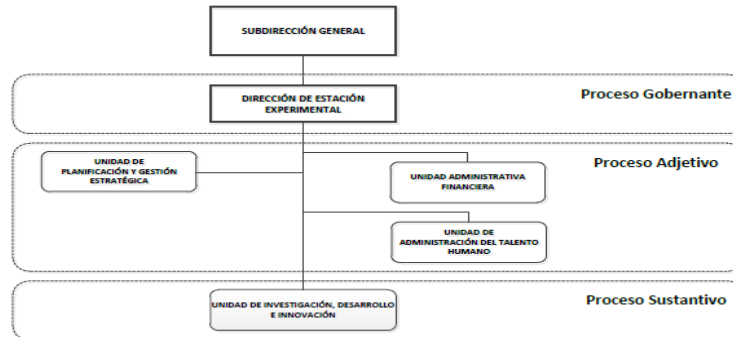 SUBDIRECCIÓN GENERAL
Proceso Gobernante
DIRECCIÓN DE ESTACIÓN
EXPERIMENTAL
Proceso Adjetivo
UNIDAD DE
PLANIFICACIÓN Y GESTIÓN
ESTRATÉGICA
UNIDAD ADMINISTRATIVA
FINANCIERA
UNIDAD DE
ADMINISTRACIÓN DEL TALENTO
HUMANO
Proceso Sustantivo
UNIDAD DE INVESTIGACIÓN, DESARROLLO
E INNOVACIÓN